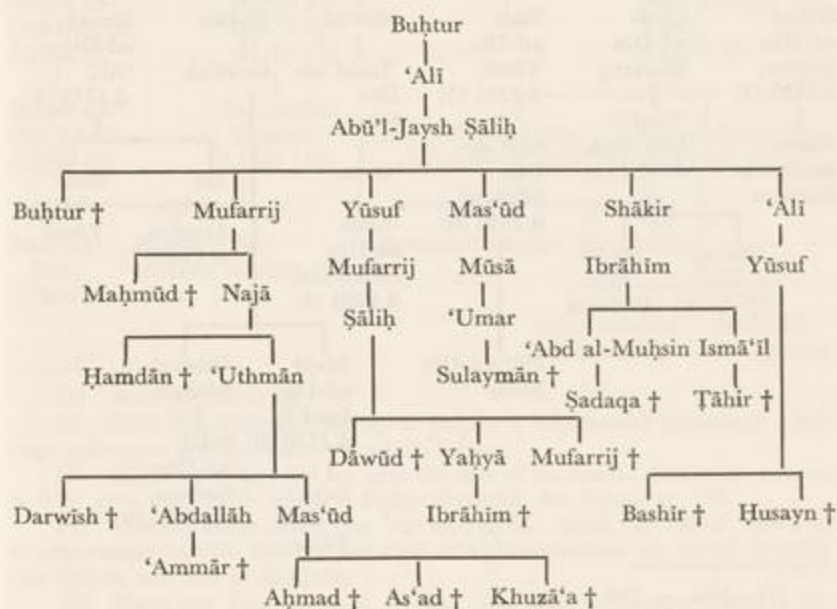 Buḥtur
‘Alī
Abū’l-Jaysh Ṣāliḥ
Buḥtur † Mufarrij Yūsuf Mas‘ūd Shākir ‘Alī
Mufarrij Mūsā Ibrāhīm Yūsuf
Maḥmūd † Najā
Ṣāliḥ ‘Umar
‘Abd al-Muḥsin Ismā‘īl
Ḥamdān † ‘Uthmān Sulaymān †
Ṣadaqa † Ṭāhir †
Dāwūd † Yaḥyā Mufarrij †
Darwīsh † ‘Abdallāh Mas‘ūd Ibrāhīm † Bashīr † Ḥusayn †
‘Ammār †
Aḥmad † As‘ad † Khuzā‘a †